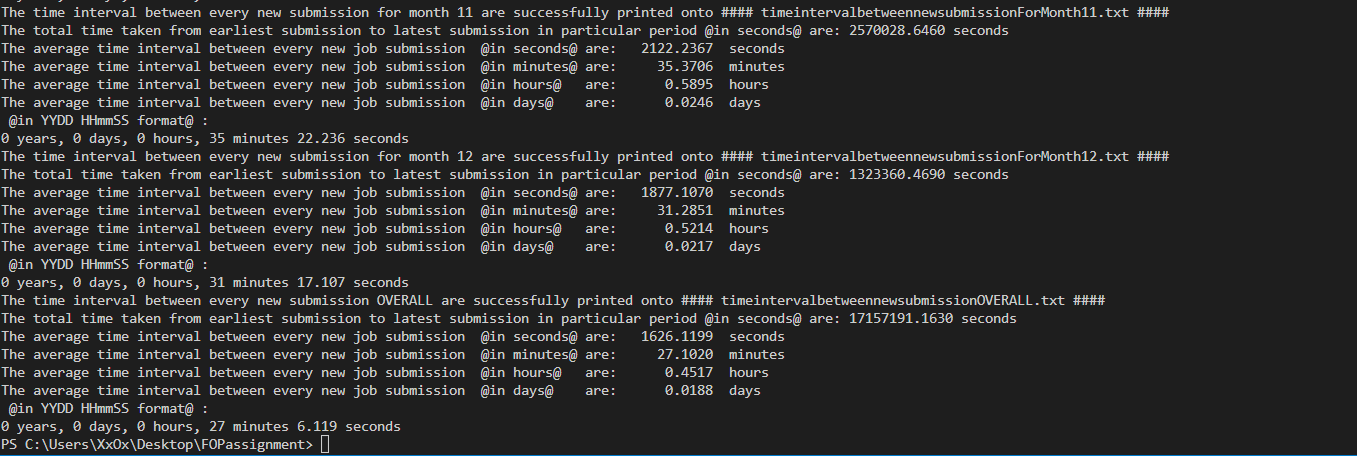 The time interval between every new submission for month 11 are successfully printed onto #### timeintervalbetweennewsubmissionForMonth11.txt ####
The total time taken from earliest submission to latest submission in particular period @in seconds@ are: 2570028.6460 seconds
The average time interval between every new job submission  @in seconds@ are:   2122.2367  seconds
The average time interval between every new job submission  @in minutes@ are:     35.3706  minutes
The average time interval between every new job submission  @in hours@   are:      0.5895  hours
The average time interval between every new job submission  @in days@    are:      0.0246  days
 @in YYDD HHmmSS format@ :
0 years, 0 days, 0 hours, 35 minutes 22.236 seconds
The time interval between every new submission for month 12 are successfully printed onto #### timeintervalbetweennewsubmissionForMonth12.txt ####
The total time taken from earliest submission to latest submission in particular period @in seconds@ are: 1323360.4690 seconds
The average time interval between every new job submission  @in seconds@ are:   1877.1070  seconds
The average time interval between every new job submission  @in minutes@ are:     31.2851  minutes
The average time interval between every new job submission  @in hours@   are:      0.5214  hours
The average time interval between every new job submission  @in days@    are:      0.0217  days
 @in YYDD HHmmSS format@ :
0 years, 0 days, 0 hours, 31 minutes 17.107 seconds
The time interval between every new submission OVERALL are successfully printed onto #### timeintervalbetweennewsubmissionOVERALL.txt ####
The total time taken from earliest submission to latest submission in particular period @in seconds@ are: 17157191.1630 seconds
The average time interval between every new job submission  @in seconds@ are:   1626.1199  seconds
The average time interval between every new job submission  @in minutes@ are:     27.1020  minutes
The average time interval between every new job submission  @in hours@   are:      0.4517  hours
The average time interval between every new job submission  @in days@    are:      0.0188  days
 @in YYDD HHmmSS format@ :
0 years, 0 days, 0 hours, 27 minutes 6.119 seconds
PS C:\Users\XxOx\Desktop\FOPassignment>